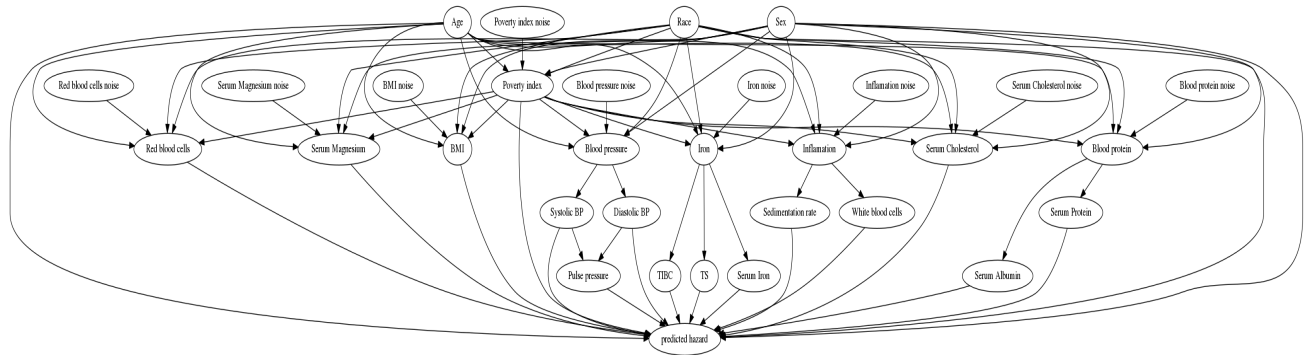 Age
Poverty index noise
Race
Sex
Red blood cells noise
Serum Magnesium noise
BMI noise
Poverty index
Blood pressure noise
Iron noise
Inflamation noise
Serum Cholesterol noise
Blood protein noise
Red blood cells
Serum Magnesium
BMI
Blood pressure
Iron
Inflamation
Serum Cholesterol
Blood protein
Systolic BP
Diastolic BP
Sedimentation rate
White blood cells
Serum Protein
Pulse pressure
TIBC
TS
Serum Iron
Serum Albumin
predicted hazard